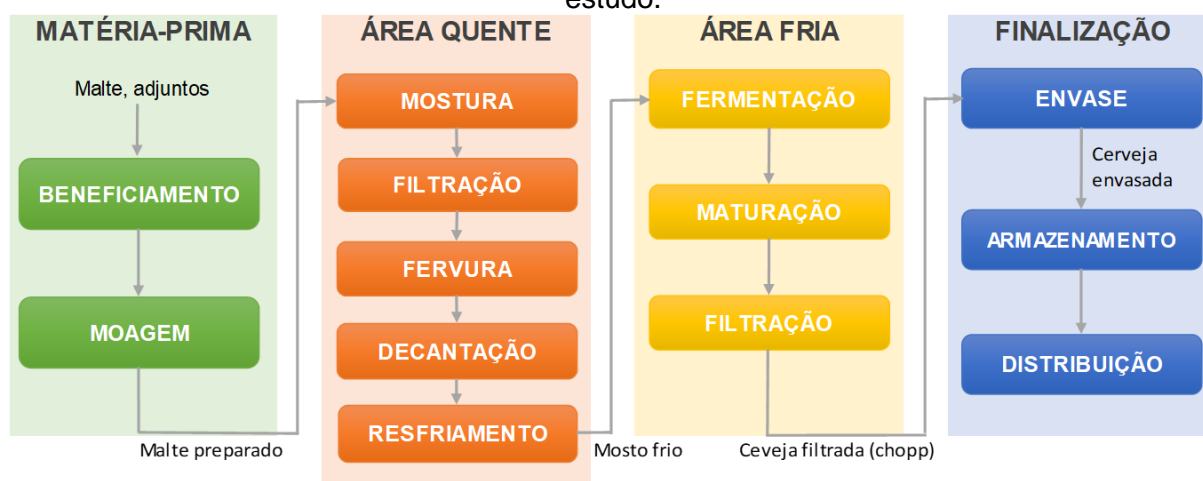 estudo.
MATÉRIA-PRIMA
Malte, adjuntos
BENEFICIAMENTO
MOAGEM
Malte preparado
ÁREA QUENTE
MOSTURA
FILTRAÇÃO
FERVURA
DECANTAÇÃO
RESFRIAMENTO
Mosto frio
ÁREA FRIA
FERMENTAÇÃO
MATURAÇÃO
FILTRAÇÃO
Ceveja filtrada (chopp)
FINALIZAÇÃO
ENVASE
Cerveja
envasada
ARMAZENAMENTO
DISTRIBUIÇÃO